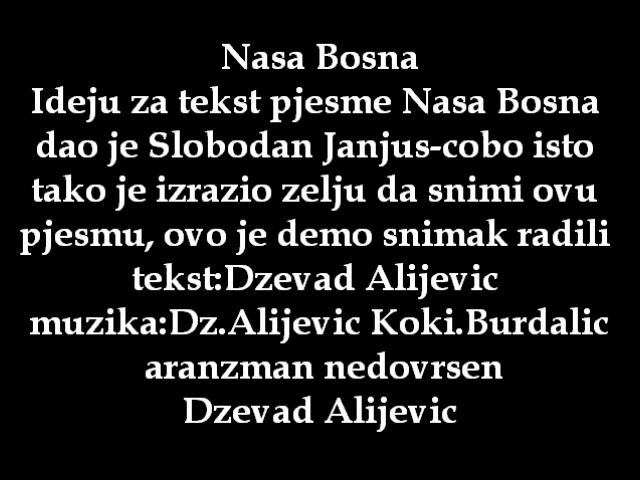 Nasa Bosna
Ideju za tekst pjesme Nasa Bosna
dao je Slobodan Janjus-cobo isto
tako je izrazio zelju da snimi ovu
pjesmu, ovo je demo snimak radili
tekst:Dzevad Alijevic
muzika:Dz.Alijevic Koki.Burdalic
aranzman nedovrsen
Dzevad Alijevic